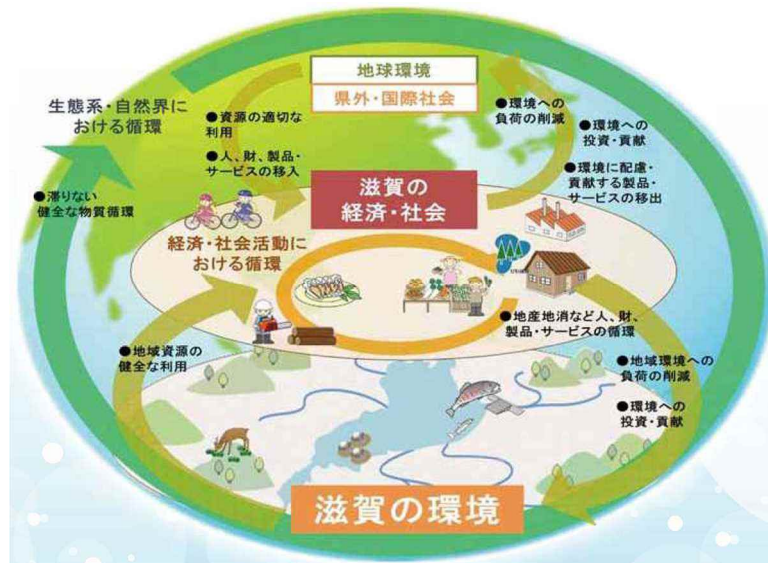 地球環境
県外・国際社会
生態系・自然界に
おける循環
●資源の適切な
利用
●人、財、製品・
サービスの移入
●環境への
負荷の削減
●環境への
投資・貢献
●環境に配慮・
貢献する製品・
サービスの移出
●滞りない
健全な物質循環
滋賀の
経済・社会
経済・社会活動に
おける循環
●地産地消など人、財、
製品・サービスの循環
●地域資源の
健全な利用
●地域環境への
負荷の削減
●環境への
投資・貢献
滋賀の環境